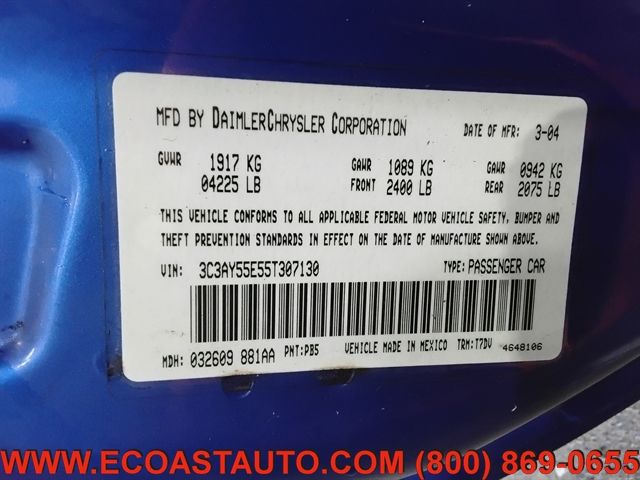 MFD BY DAIMLERCHRYSLER CORPORATION DATE OF MFR: 3-04
GVWR 1917 KG GAWR 1089 KG GAWR 0942 KG
04225 LB FRONT 2400 LB REAR 2075 LB
THIS VEHICLE CONFORMS TO ALL APPLICABLE FEDERAL MOTOR VEHICLE SAFETY, BUMPER AND
THEFT PREVENTION STANDARDS IN EFFECT ON THE DATE OF MANUFACTURE SHOWN ABOVE.
VIN: 3C3AY55E55T307130 TYPE: PASSENGER CAR
MDH: 032609 881AA PNT: PB5 VEHICLE MADE IN MEXICO TRM: T7DV 4648106
WWW.ECOASTAUTO.COM (800) 869-0655